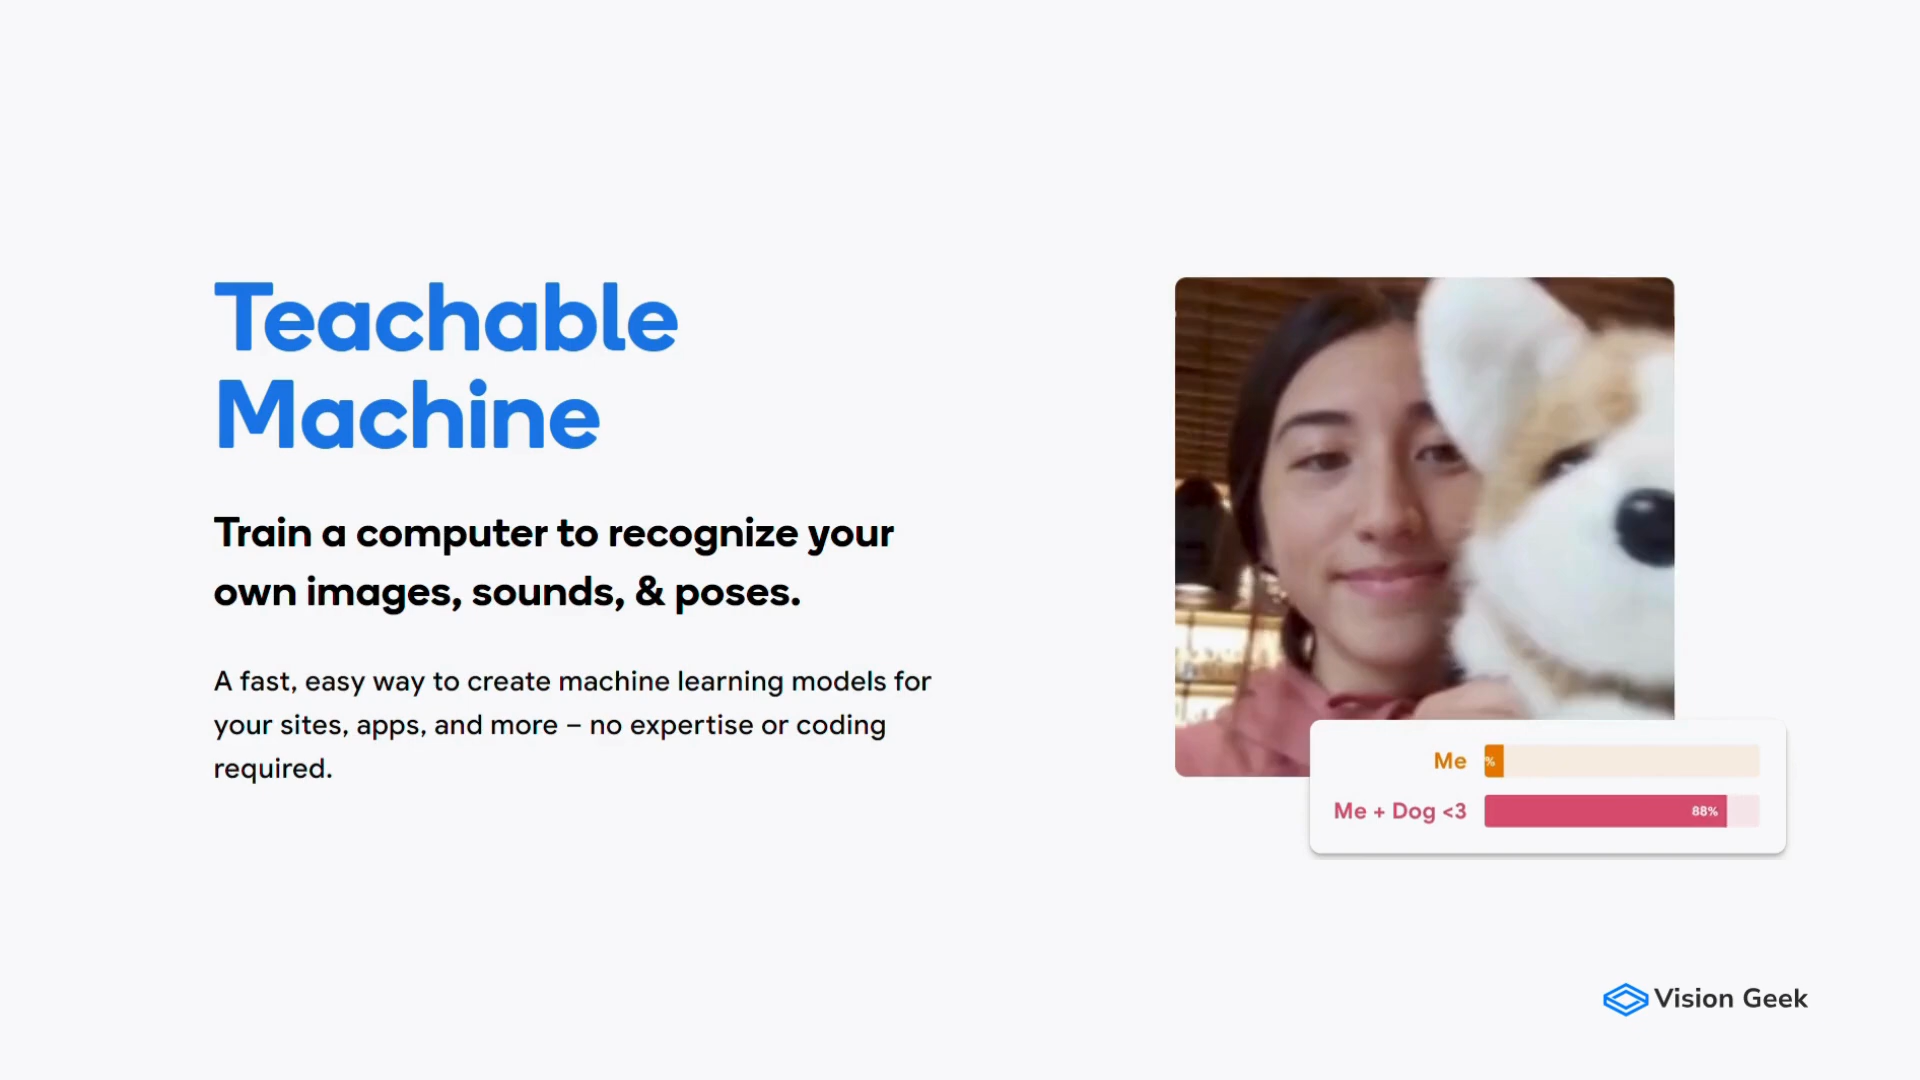 Teachable
Machine
Train a computer to recognize your
own images, sounds, & poses.
A fast, easy way to create machine learning models for
your sites, apps, and more – no expertise or coding
required.
Me %
Me + Dog <3 88%
Vision Geek